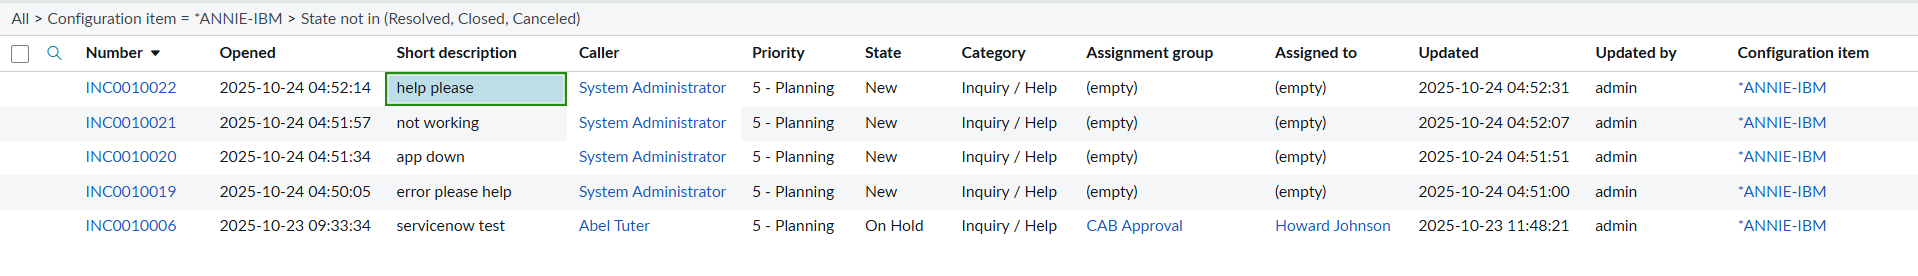 All > Configuration item = *ANNIE-IBM > State not in (Resolved, Closed, Canceled)
Number Opened Short description Caller Priority State Category Assignment group Assigned to Updated Updated by Configuration item
INC0010022 2025-10-24 04:52:14 help please System Administrator 5 - Planning New Inquiry / Help (empty) (empty) 2025-10-24 04:52:31 admin *ANNIE-IBM
INC0010021 2025-10-24 04:51:57 not working System Administrator 5 - Planning New Inquiry / Help (empty) (empty) 2025-10-24 04:52:07 admin *ANNIE-IBM
INC0010020 2025-10-24 04:51:34 app down System Administrator 5 - Planning New Inquiry / Help (empty) (empty) 2025-10-24 04:51:51 admin *ANNIE-IBM
INC0010019 2025-10-24 04:50:05 error please help System Administrator 5 - Planning New Inquiry / Help (empty) (empty) 2025-10-24 04:51:00 admin *ANNIE-IBM
INC0010006 2025-10-23 09:33:34 servicenow test Abel Tuter 5 - Planning On Hold Inquiry / Help CAB Approval Howard Johnson 2025-10-23 11:48:21 admin *ANNIE-IBM